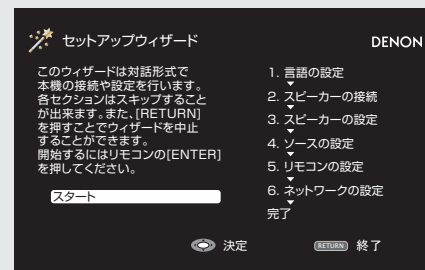 セットアップウィザード
DENON
このウィザードは対話形式で
本機の接続や設定を行います。
各セクションはスキップすること
が出来ます。また、[RETURN]
を押すことでウィザードを中止
することができます。
開始するにはリモコンの[ENTER]
を押してください。
スタート
1. 言語の設定
2. スピーカーの接続
3. スピーカーの設定
4. ソースの設定
5. リモコンの設定
6. ネットワークの設定
完了
決定
RETURN 終了